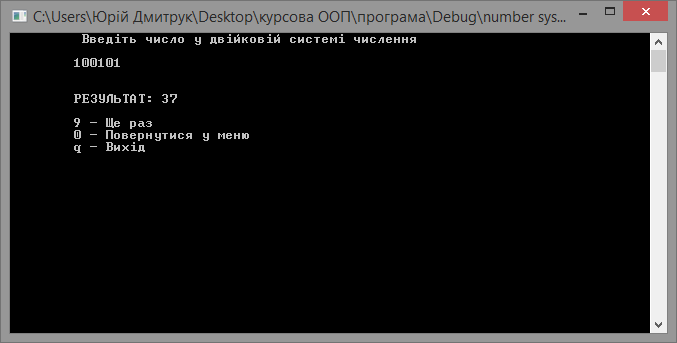 C:\Users\Юрій Дмитрук\Desktop\курсова ООП\програма\Debug\number sys...
Введіть число у двійковій системі числення
100101
РЕЗУЛЬТАТ: 37
9 - Ще раз
0 - Повернутися у меню
q - Вихід